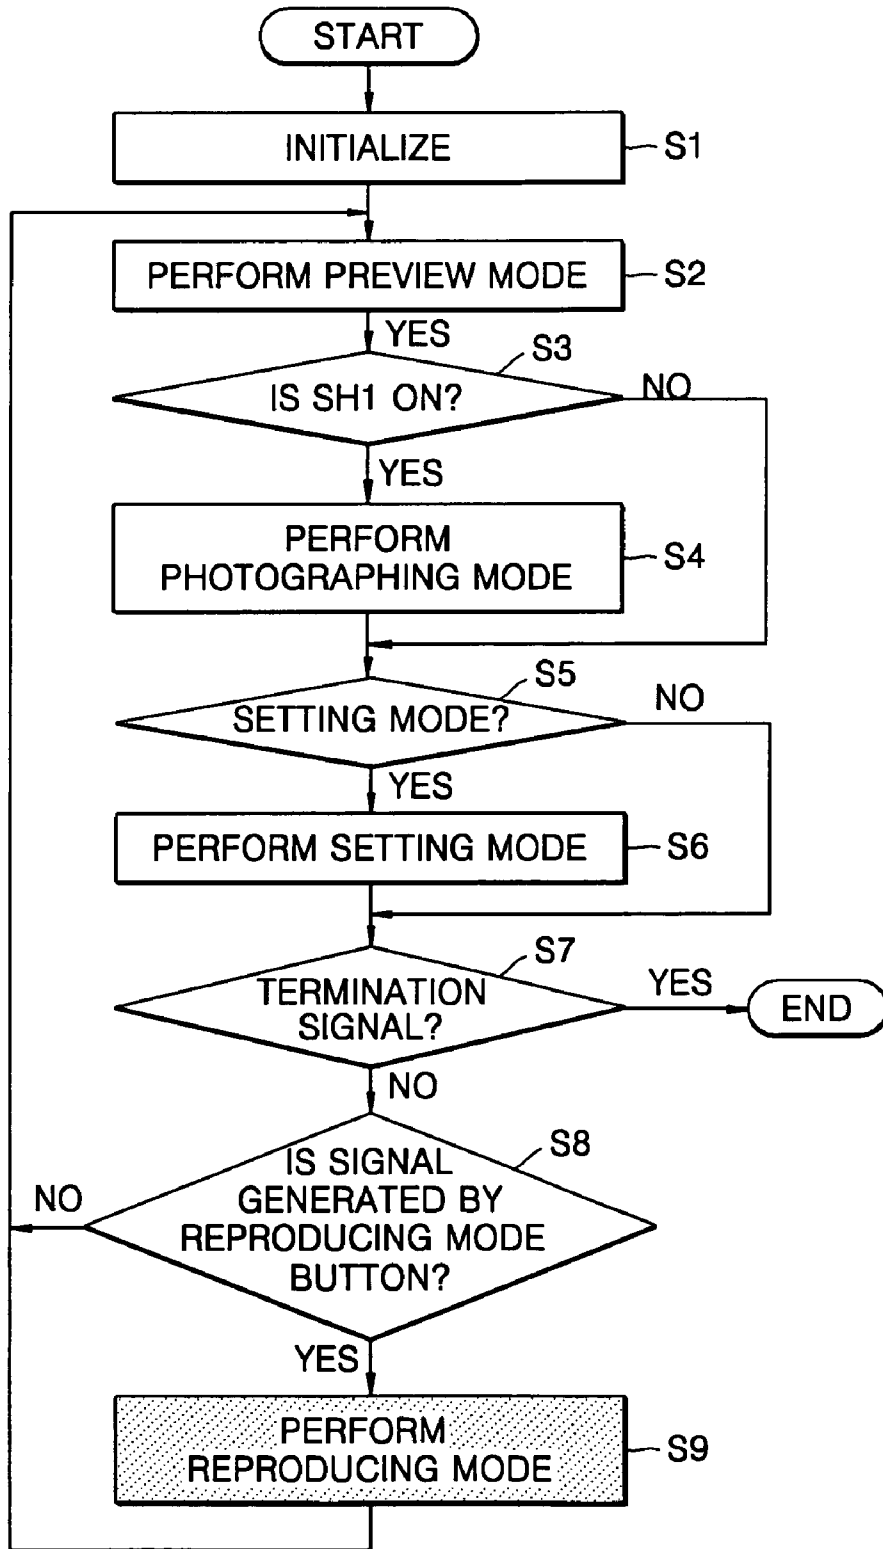 START
INITIALIZE
S1
PERFORM PREVIEW MODE
S2
YES
S3
IS SH1 ON?
NO
YES
PERFORM
PHOTOGRAPHING MODE
S4
S5
SETTING MODE?
NO
YES
PERFORM SETTING MODE
S6
S7
TERMINATION
SIGNAL?
YES
END
NO
S8
IS SIGNAL
GENERATED BY
REPRODUCING MODE
BUTTON?
NO
YES
PERFORM
REPRODUCING MODE
S9